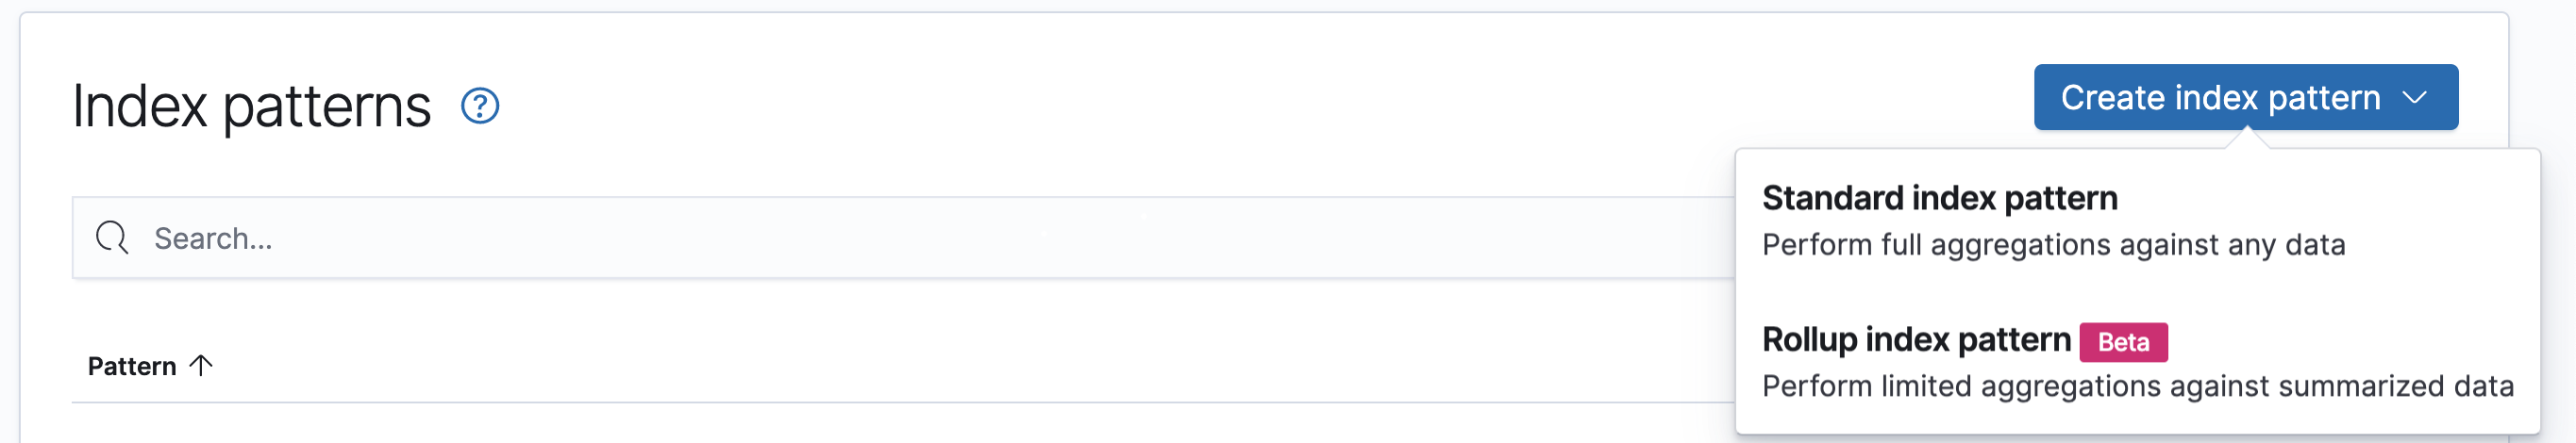 Index patterns
Create index pattern
Search...
Standard index pattern
Perform full aggregations against any data
Rollup index pattern Beta
Perform limited aggregations against summarized data
Pattern